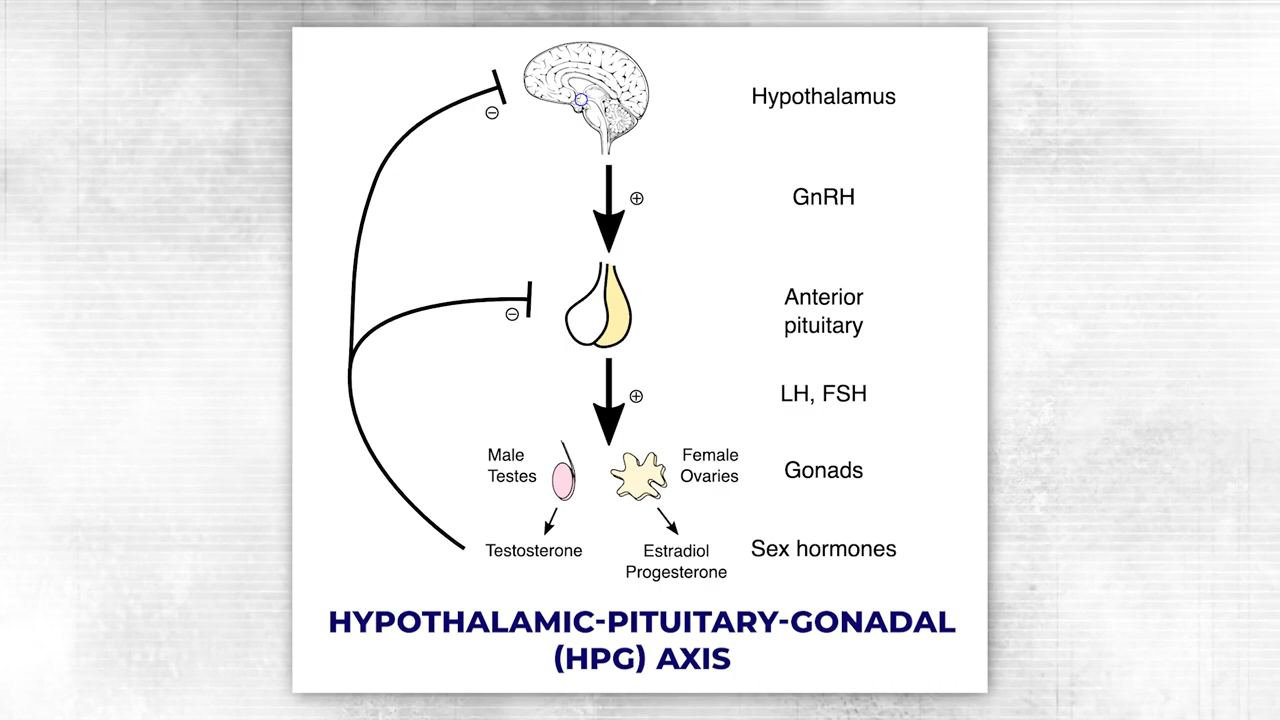 Hypothalamus
⊖
GnRH
⊕
Anterior
pituitary
⊖
LH, FSH
⊕
Male
Testes
Female
Ovaries
Gonads
Testosterone
Estradiol
Progesterone
Sex hormones
HYPOTHALAMIC-PITUITARY-GONADAL
(HPG) AXIS